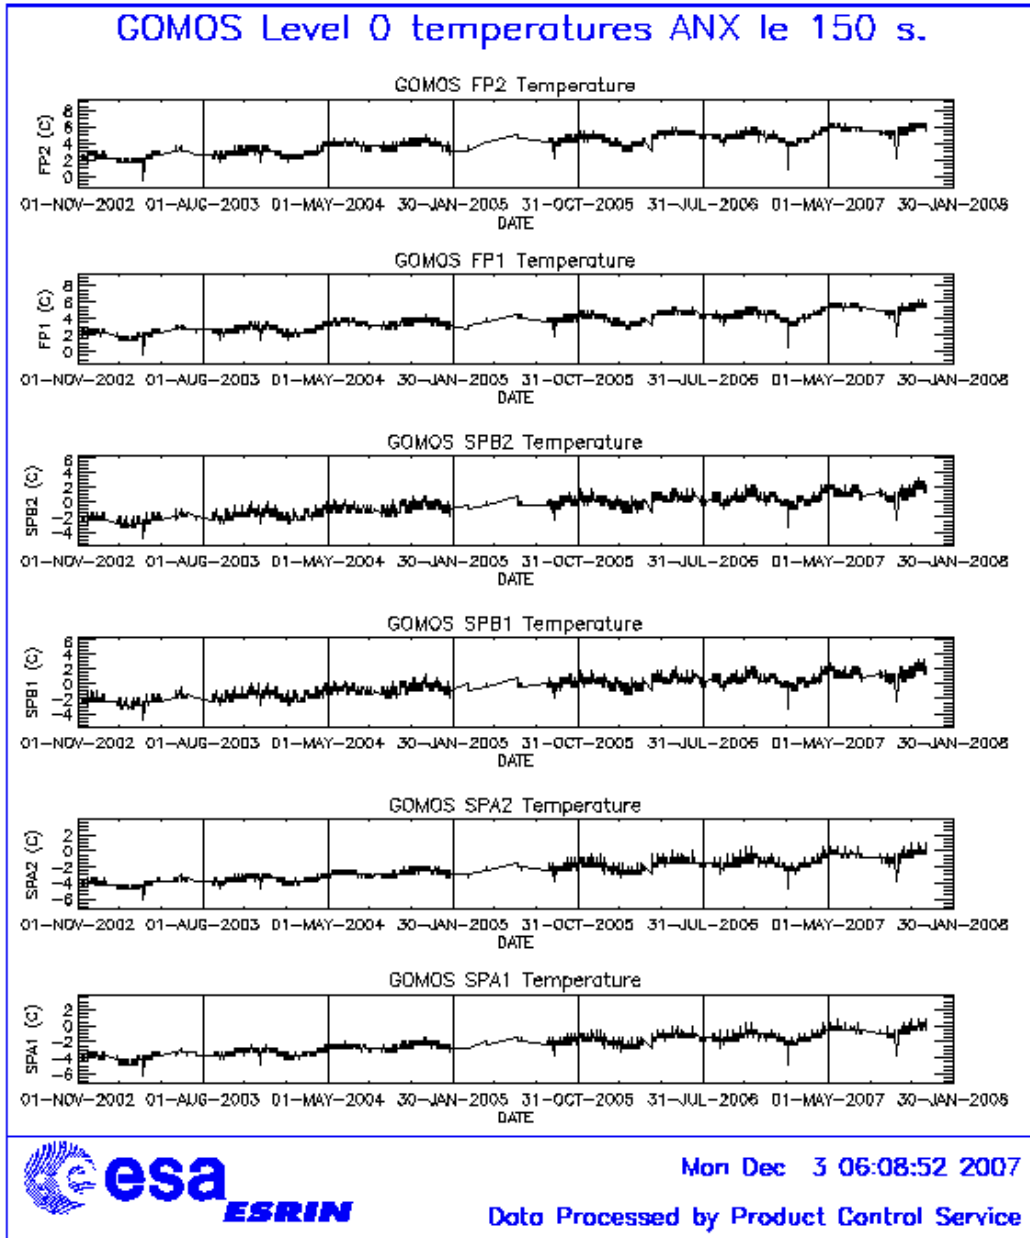 GOMOS Level 0 temperatures ANX le 150 s.
GOMOS FP2 Temperature
FP2 (C)
8
6
4
2
0
01-NOV-2002 01-AUG-2003 01-MAY-2004 30-JAN-2005 31-OCT-2005 31-JUL-2006 01-MAY-2007 30-JAN-2008
DATE
GOMOS FP1 Temperature
FP1 (C)
8
6
4
2
0
01-NOV-2002 01-AUG-2003 01-MAY-2004 30-JAN-2005 31-OCT-2005 31-JUL-2006 01-MAY-2007 30-JAN-2008
DATE
GOMOS SPB2 Temperature
SPB2 (C)
6
4
2
0
-2
-4
01-NOV-2002 01-AUG-2003 01-MAY-2004 30-JAN-2005 31-OCT-2005 31-JUL-2006 01-MAY-2007 30-JAN-2008
DATE
GOMOS SPB1 Temperature
SPB1 (C)
6
4
2
0
-2
-4
01-NOV-2002 01-AUG-2003 01-MAY-2004 30-JAN-2005 31-OCT-2005 31-JUL-2006 01-MAY-2007 30-JAN-2008
DATE
GOMOS SPA2 Temperature
SPA2 (C)
2
0
-2
-4
-6
01-NOV-2002 01-AUG-2003 01-MAY-2004 30-JAN-2005 31-OCT-2005 31-JUL-2006 01-MAY-2007 30-JAN-2008
DATE
GOMOS SPA1 Temperature
SPA1 (C)
2
0
-2
-4
-6
01-NOV-2002 01-AUG-2003 01-MAY-2004 30-JAN-2005 31-OCT-2005 31-JUL-2006 01-MAY-2007 30-JAN-2008
DATE
esa
ESRIN
Mon Dec 3 06:08:52 2007
Data Processed by Product Control Service